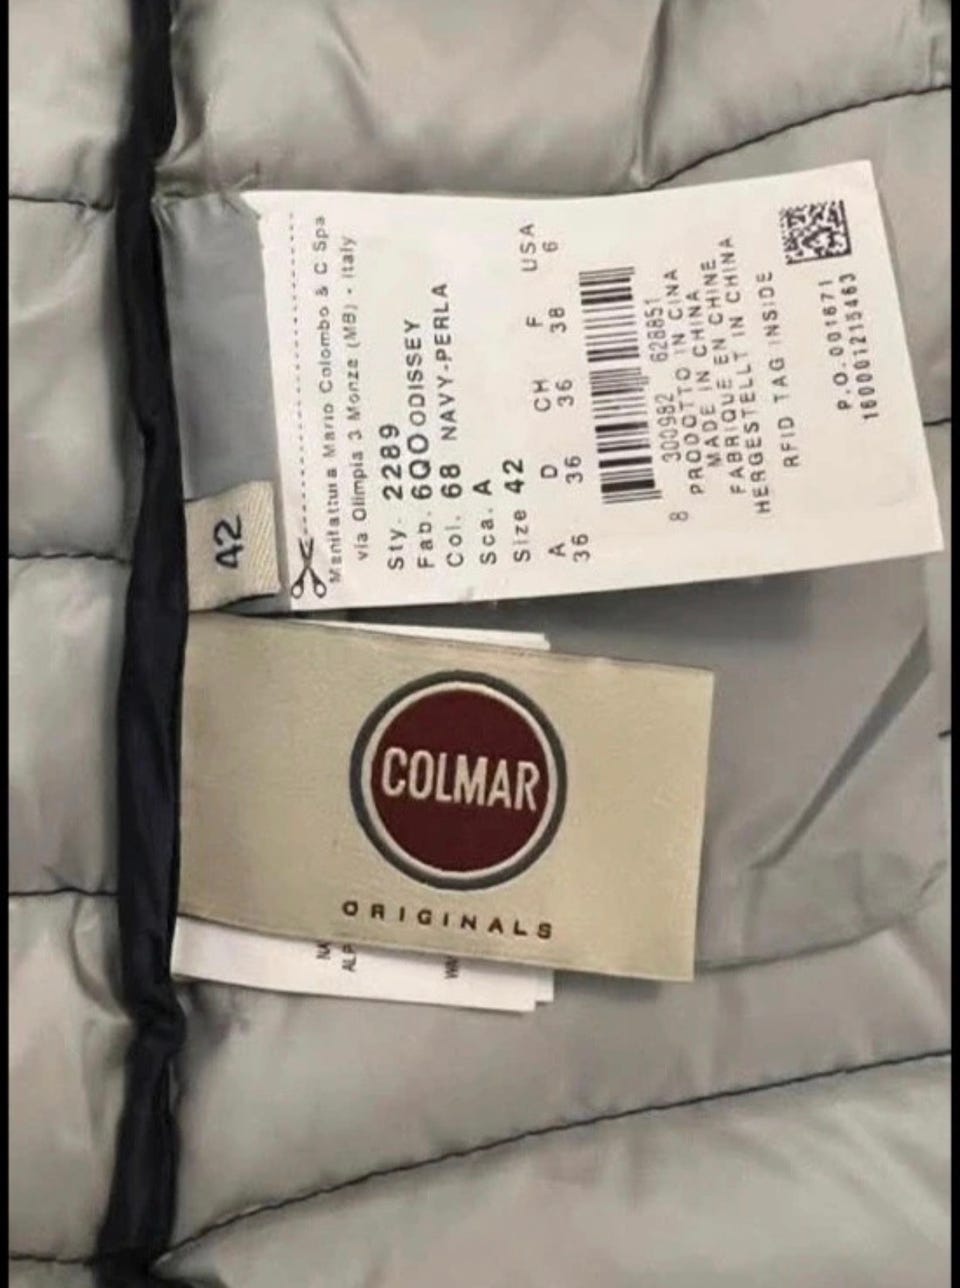 Manifattura Mario Colombo & C Spa
via Olimpia 3 Monza (MB) - Italy
Sty. 2289
Fab. 6QO ODISSEY
Col. 68 NAVY-PERLA
Sca. A
Size 42
A D CH F USA
36 36 36 38 6
8 300982 628851
PRODOTTO IN CINA
MADE IN CHINA
FABRIQUE EN CHINE
HERGESTELLT IN CHINA
RFID TAG INSIDE
P.O. 001671
160001215463
42
COLMAR
ORIGINALS